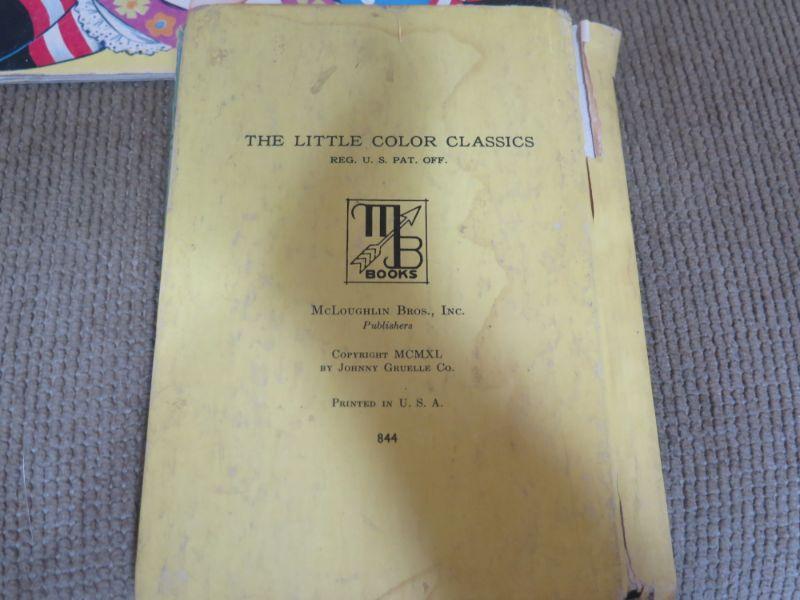 THE LITTLE COLOR CLASSICS
REG. U. S. PAT. OFF.
M B
BOOKS
McLoughlin Bros., Inc.
Publishers
Copyright MCMXL
by Johnny Gruelle Co.
Printed in U. S. A.
844